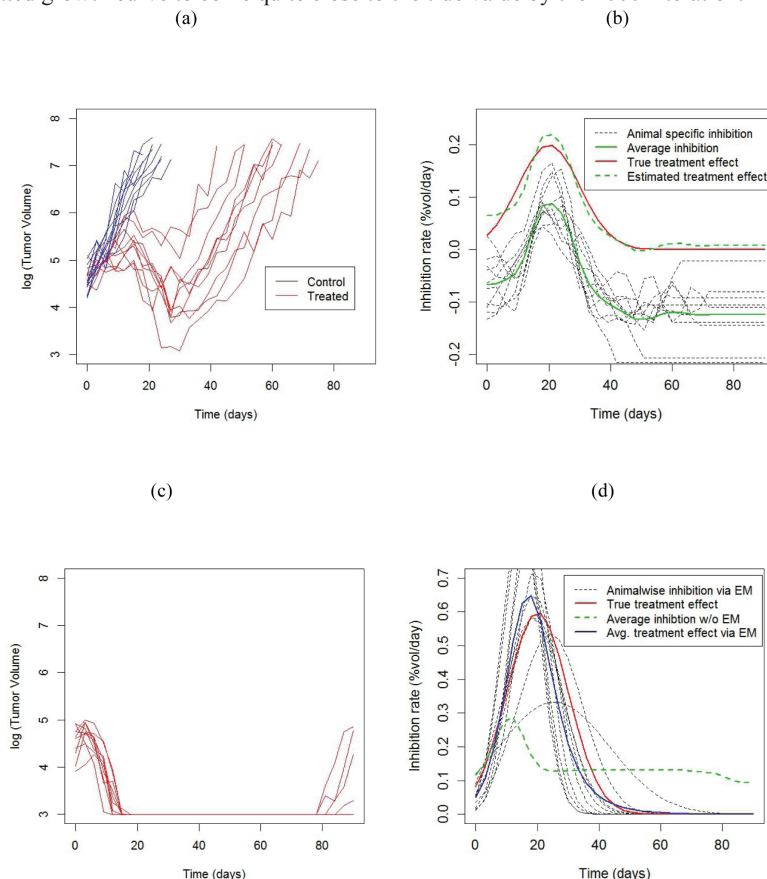 (a) (b)
8
7
6
5
4
3
log (Tumor Volume)
Control
Treated
0 20 40 60 80
Time (days)
0.2
0.1
0.0
-0.1
-0.2
Inhibition rate (%vol/day)
Animal specific inhibition
Average inhibition
True treatment effect
Estimated treatment effect
0 20 40 60 80
Time (days)
(c) (d)
8
7
6
5
4
3
log (Tumor Volume)
0 20 40 60 80
Time (days)
0.7
0.6
0.5
0.4
0.3
0.2
0.1
0.0
Inhibition rate (%vol/day)
Animalwise inhibition via EM
True treatment effect
Average inhibtion w/o EM
Avg. treatment effect via EM
0 20 40 60 80
Time (days)